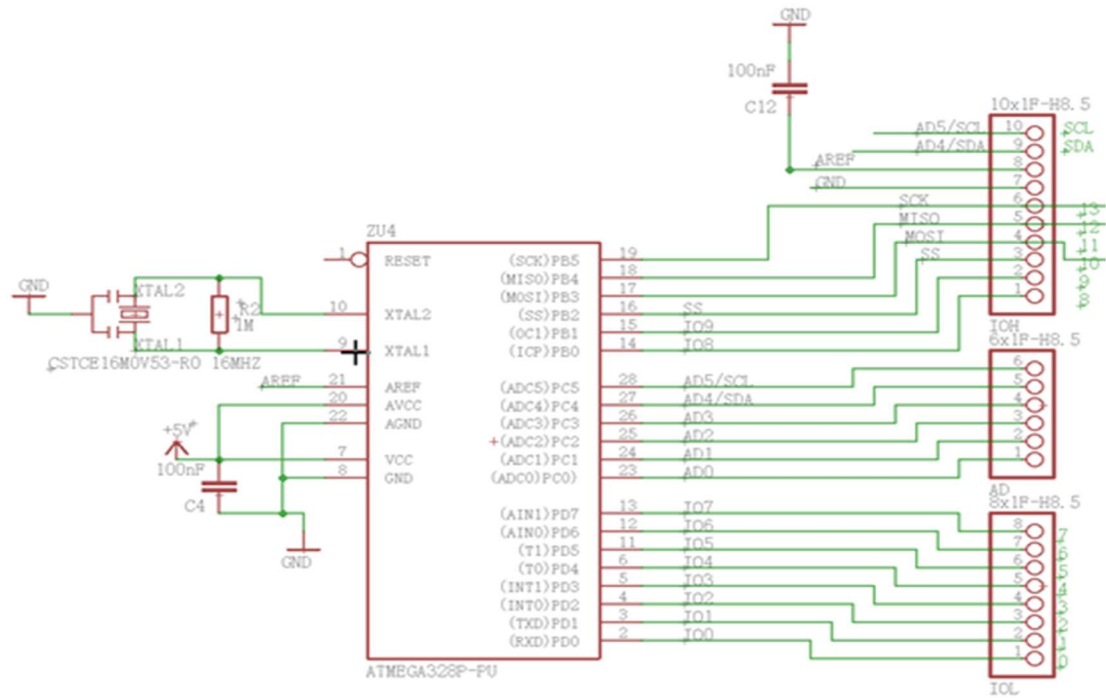 GND
100nF
C12
10x1F-H8.5
AD5/SCL 10 SCL
AD4/SDA 9 SDA
AREF 8
GND 7
SCK 6 13
MISO 5 12
MOSI 4 11
SS 3 10
2 9
1 8
IOH
ZU4
1 RESET (SCK)PB5 19
(MISO)PB4 18
(MOSI)PB3 17
10 XTAL2 (SS)PB2 16 SS
(OC1)PB1 15 IO9
9 XTAL1 (ICP)PB0 14 IO8
GND
XTAL2
R2
1M
XTAL1
CSTCE16M0V53-R0 16MHZ
AREF 21 AREF (ADC5)PC5 28 AD5/SCL
20 AVCC (ADC4)PC4 27 AD4/SDA
22 AGND (ADC3)PC3 26 AD3
(ADC2)PC2 25 AD2
7 VCC (ADC1)PC1 24 AD1
8 GND (ADC0)PC0) 23 AD0
+5V
100nF
C4
GND
6x1F-H8.5
6
5
4
3
2
1
AD
8x1F-H8.5
(AIN1)PD7 13 IO7 8 7
(AIN0)PD6 12 IO6 7 6
(T1)PD5 11 IO5 6 5
(T0)PD4 6 IO4 5 4
(INT1)PD3 5 IO3 4 3
(INT0)PD2 4 IO2 3 2
(TXD)PD1 3 IO1 2 1
(RXD)PD0 2 IO0 1 0
ATMEGA328P-PU
IOL